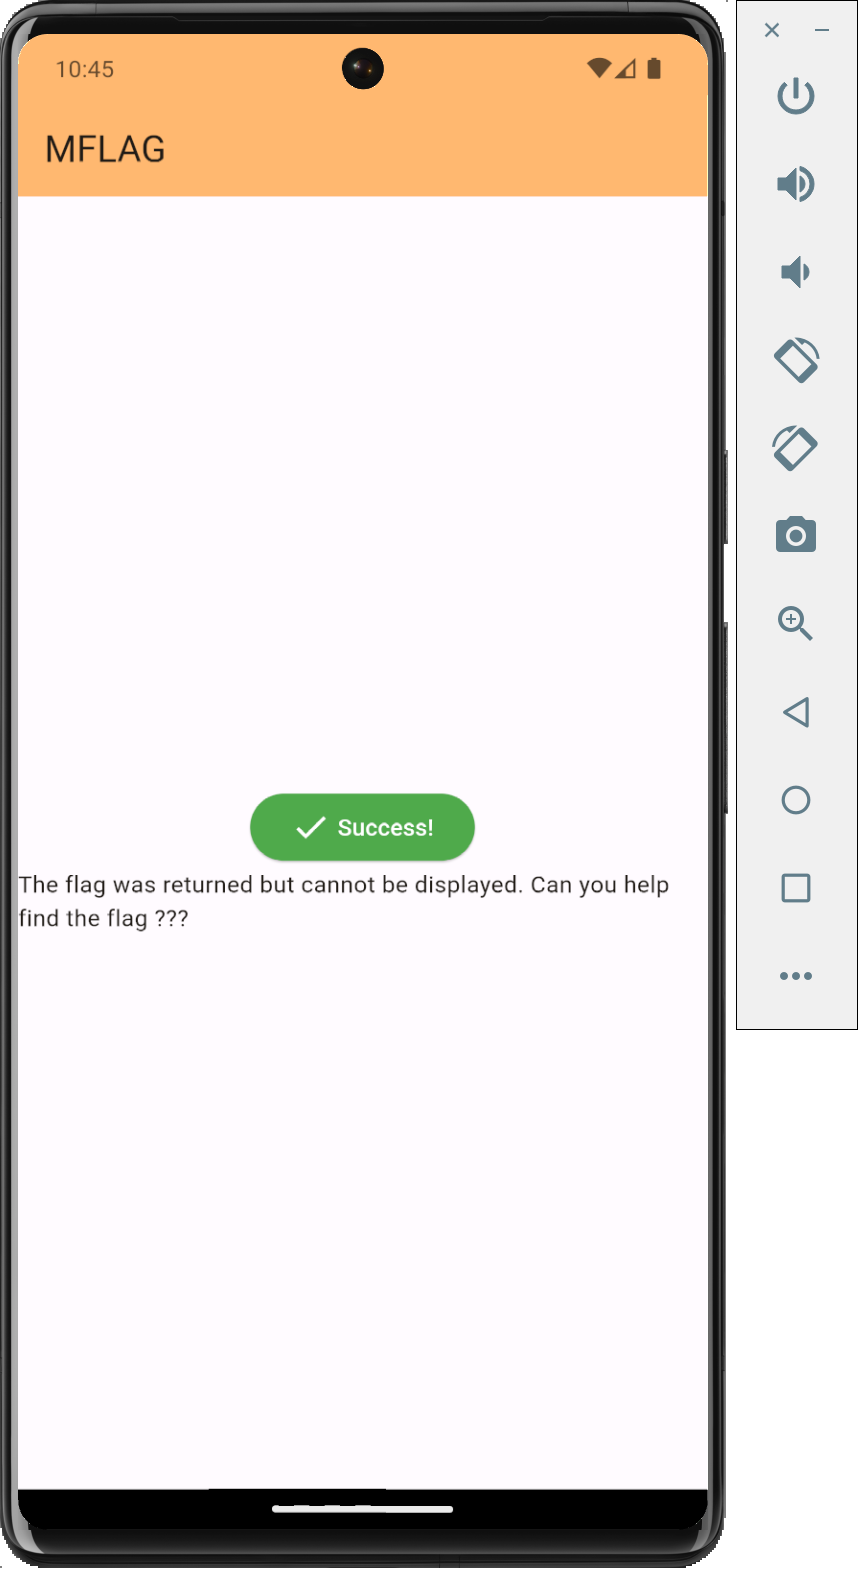 10:45
MFLAG
Success!
The flag was returned but cannot be displayed. Can you help
find the flag ???